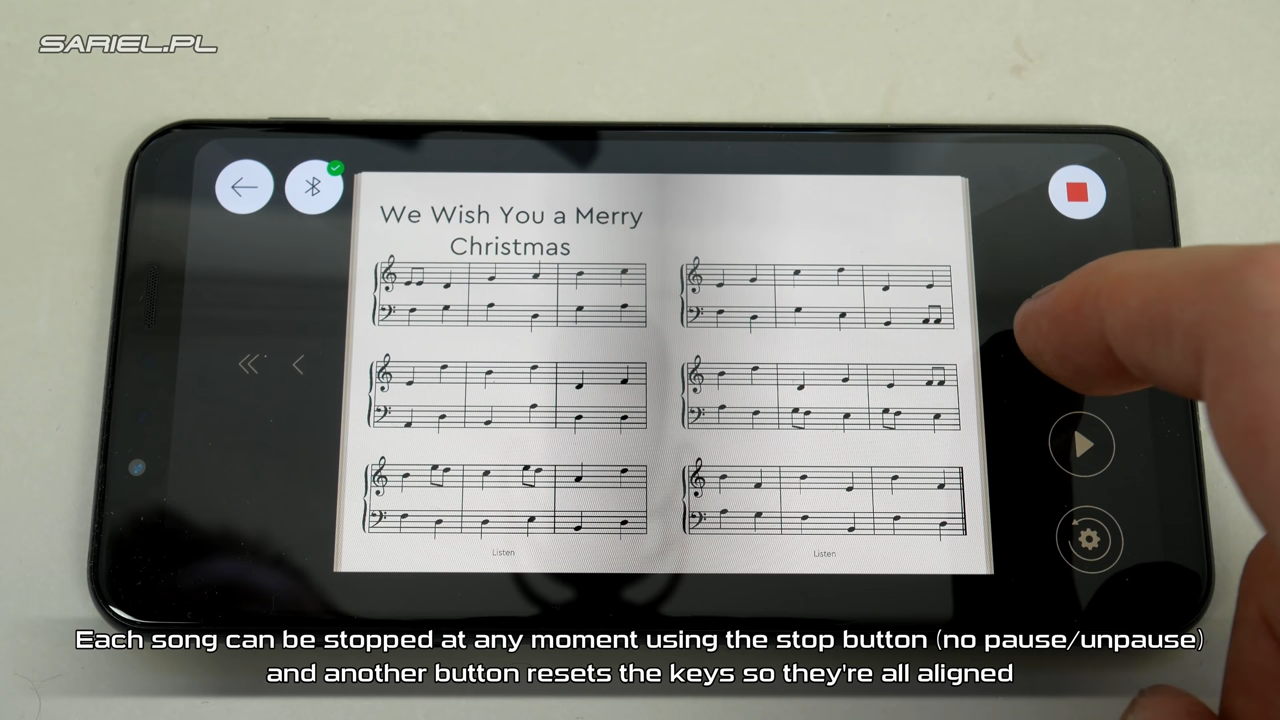 SARIEL.PL
We Wish You a Merry
Christmas
Listen
Listen
Each song can be stopped at any moment using the stop button (no pause/unpause)
and another button resets the keys so they're all aligned